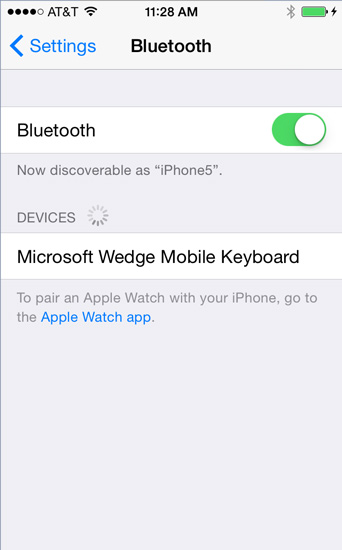 AT&T 11:28 AM
Settings Bluetooth
Bluetooth
Now discoverable as “iPhone5”.
DEVICES
Microsoft Wedge Mobile Keyboard
To pair an Apple Watch with your iPhone, go to
the Apple Watch app.